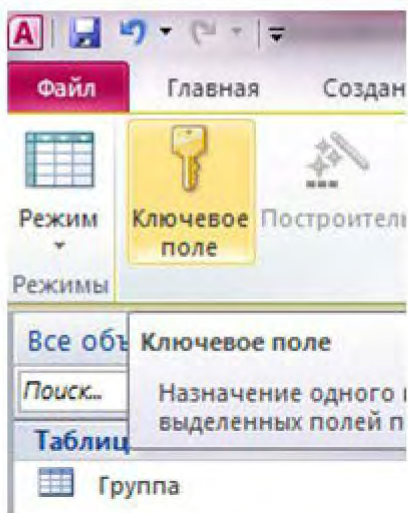 A
Файл Главная Создан
Режим Ключевое поле Построитель
Режимы
Все объ
Ключевое поле
Поиск...
Назначение одного
выделенных полей п
Таблиц
Группа